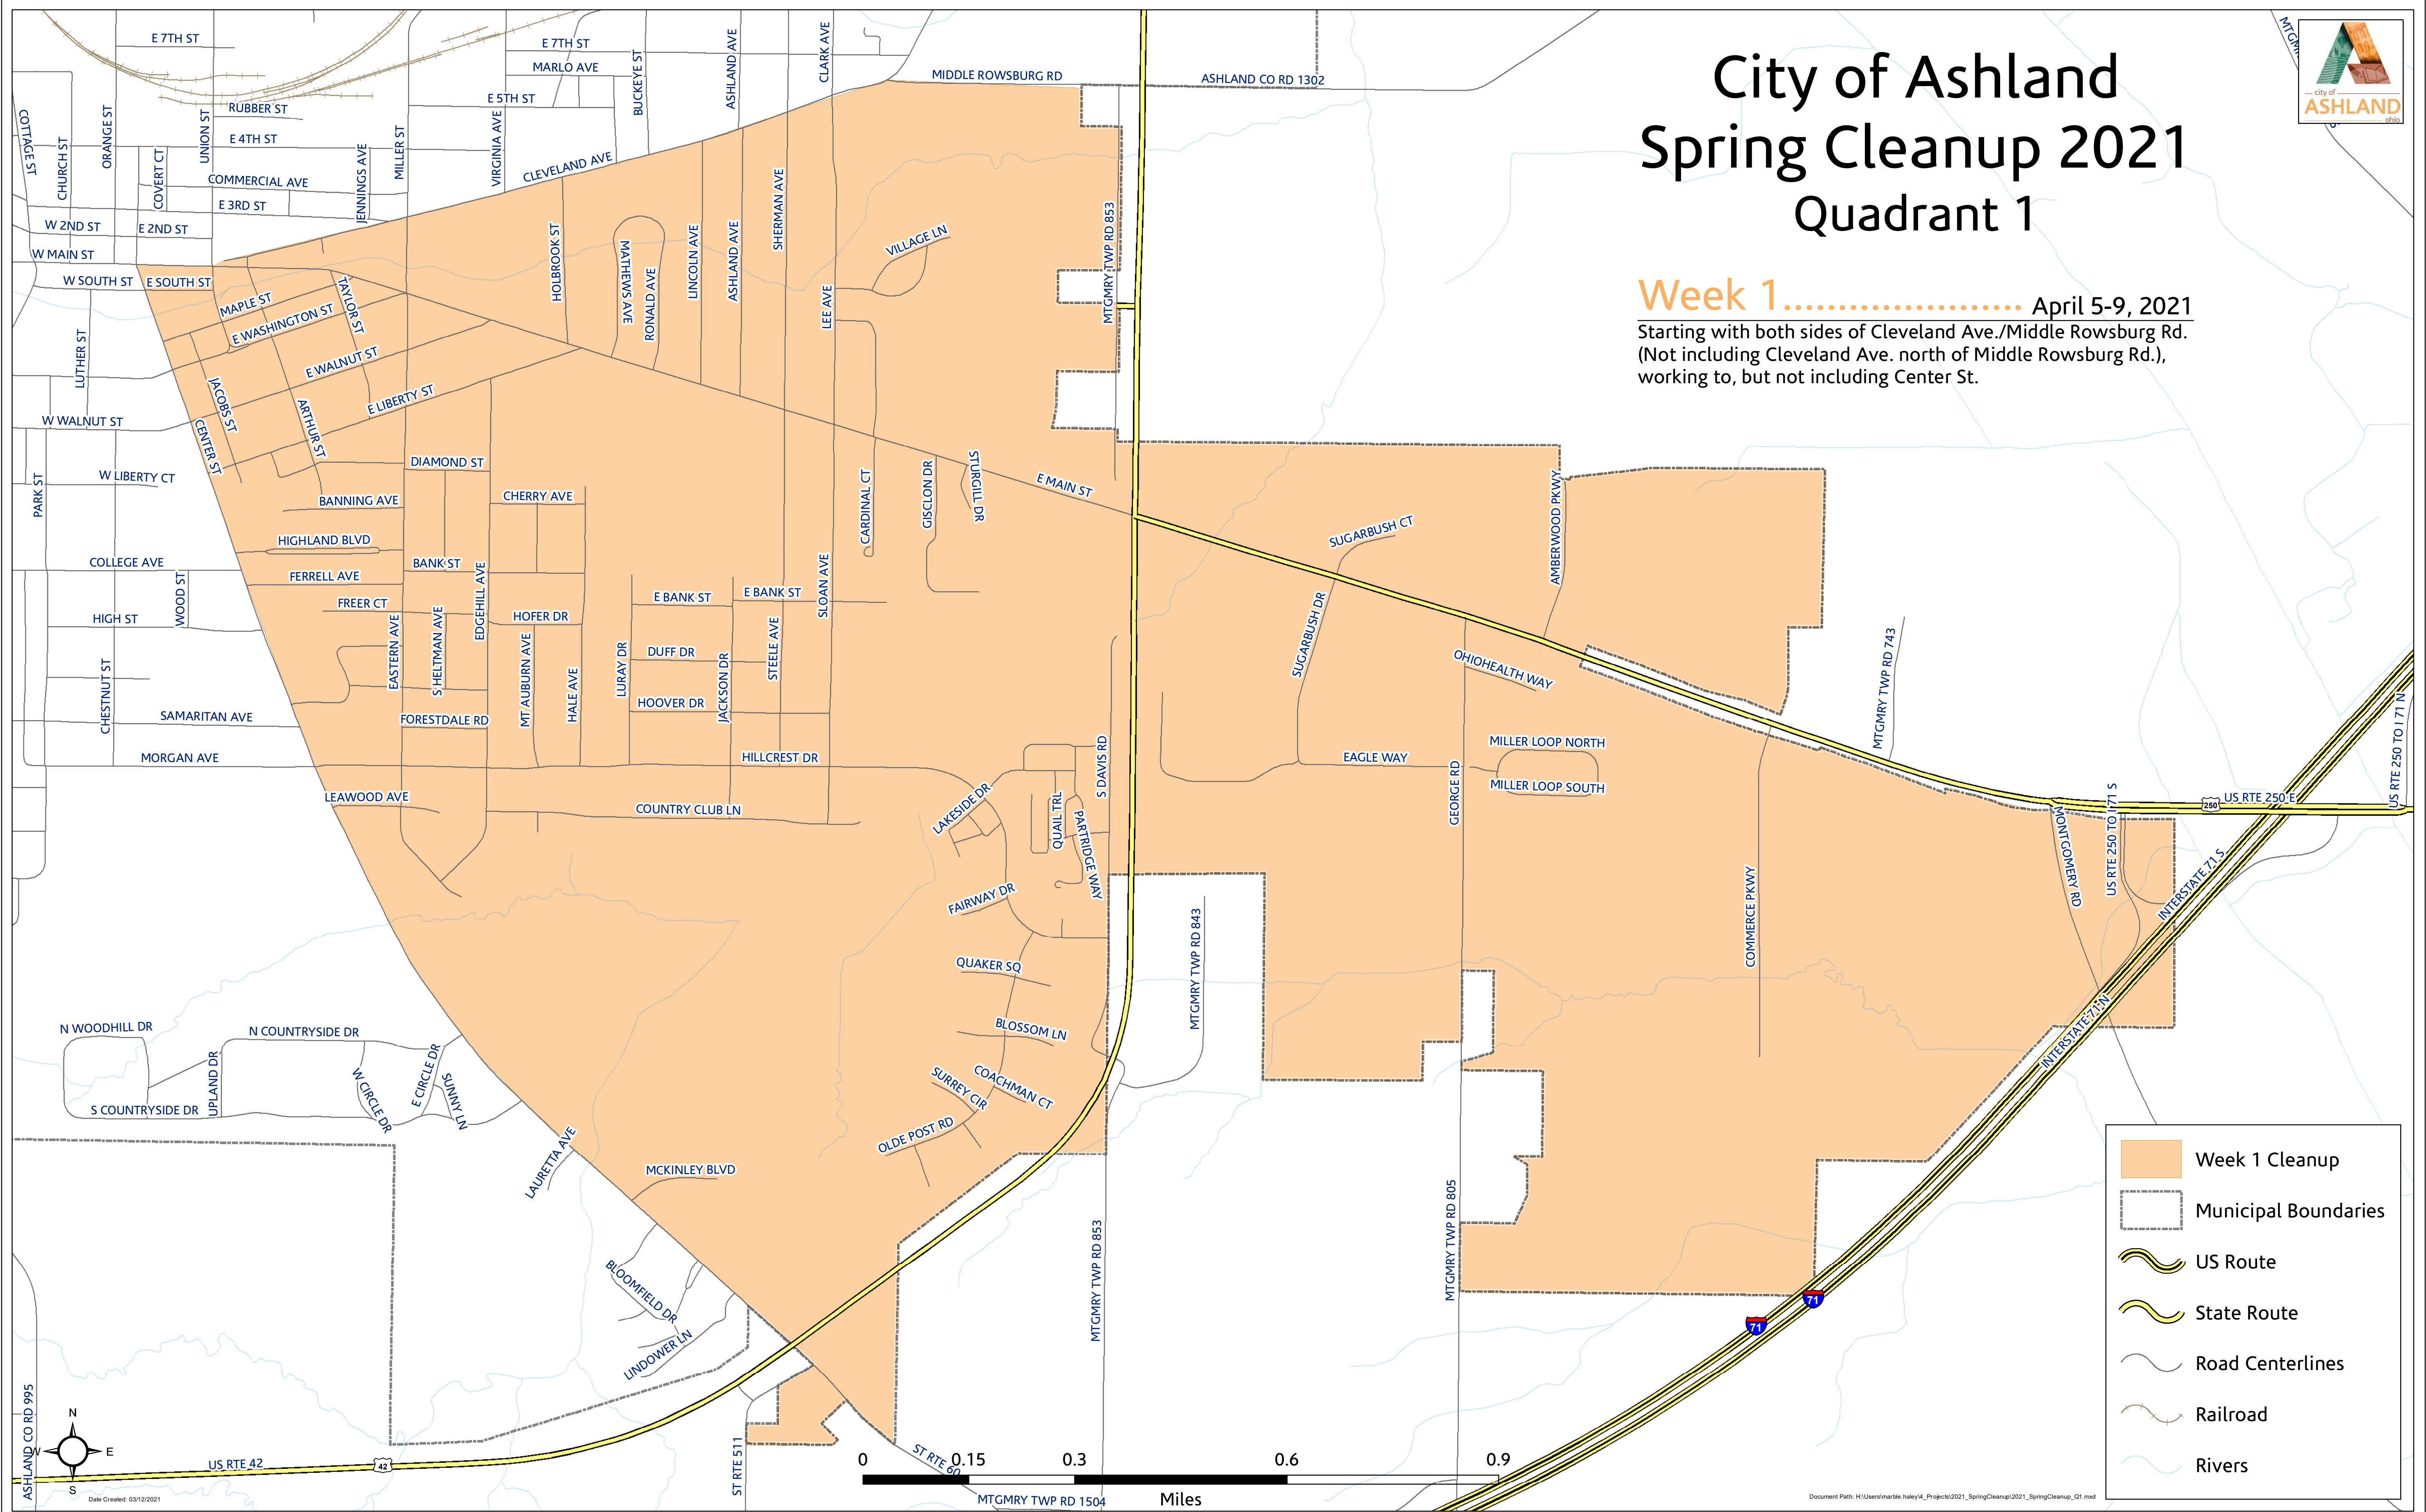 City of Ashland
Spring Cleanup 2021
Quadrant 1
Week 1........................ April 5-9, 2021
Starting with both sides of Cleveland Ave./Middle Rowsburg Rd.
(Not including Cleveland Ave. north of Middle Rowsburg Rd.),
working to, but not including Center St.
city of
ASHLAND
ohio
E 7TH ST
E 7TH ST
MARLO AVE
E 5TH ST
BUCKEYE ST
ASHLAND AVE
CLARK AVE
MIDDLE ROWSBURG RD
ASHLAND CO RD 1302
COTTAGE ST
CHURCH ST
ORANGE ST
COVERT CT
UNION ST
RUBBER ST
E 4TH ST
COMMERCIAL AVE
E 3RD ST
JENNINGS AVE
MILLER ST
VIRGINIA AVE
CLEVELAND AVE
W 2ND ST
E 2ND ST
W MAIN ST
W SOUTH ST
E SOUTH ST
MAPLE ST
E WASHINGTON ST
TAYLOR ST
E WALNUT ST
E LIBERTY ST
JACOBS ST
ARTHUR ST
CENTER ST
LUTHER ST
W WALNUT ST
W LIBERTY CT
PARK ST
HOLBROOK ST
MATHEWS AVE
RONALD AVE
LINCOLN AVE
ASHLAND AVE
SHERMAN AVE
LEE AVE
VILLAGE LN
MTGMRY TWP RD 853
DIAMOND ST
BANNING AVE
CHERRY AVE
HIGHLAND BLVD
BANK ST
FERRELL AVE
FREER CT
HOFER DR
EASTERN AVE
S HELTMAN AVE
EDGEHILL AVE
MT AUBURN AVE
HALE AVE
LURAY DR
E BANK ST
E BANK ST
DUFF DR
HOOVER DR
JACKSON DR
STEELE AVE
SLOAN AVE
CARDINAL CT
GISCLON DR
STURGILL DR
E MAIN ST
SUGARBUSH CT
SUGARBUSH DR
AMBERWOOD PKWY
OHIOHEALTH WAY
MTGMRY TWP RD 743
COLLEGE AVE
WOOD ST
HIGH ST
CHESTNUT ST
SAMARITAN AVE
MORGAN AVE
FORESTDALE RD
HILLCREST DR
LEAWOOD AVE
COUNTRY CLUB LN
LAKESIDE DR
QUAIL TRL
PARTRIDGE WAY
S DAVIS RD
EAGLE WAY
GEORGE RD
MILLER LOOP NORTH
MILLER LOOP SOUTH
COMMERCE PKWY
MONTGOMERY RD
US RTE 250 TO I 71 S
250
US RTE 250 E
US RTE 250 TO I 71 N
INTERSTATE 71 S
INTERSTATE 71 N
FAIRWAY DR
QUAKER SQ
BLOSSOM LN
COACHMAN CT
SURREY CIR
OLDE POST RD
MTGMRY TWP RD 843
N WOODHILL DR
N COUNTRYSIDE DR
UPLAND DR
S COUNTRYSIDE DR
W CIRCLE DR
E CIRCLE DR
SUNNY LN
LAURETTA AVE
MCKINLEY BLVD
BLOOMFIELD DR
LINDOWER LN
MTGMRY TWP RD 853
MTGMRY TWP RD 805
71
71
ASHLAND CO RD 995
US RTE 42
42
ST RTE 511
ST RTE 60
MTGMRY TWP RD 1504
N
W
E
S
Date Created: 03/12/2021
0 0.15 0.3 0.6 0.9
Miles
Week 1 Cleanup
Municipal Boundaries
US Route
State Route
Road Centerlines
Railroad
Rivers
Document Path: H:\Users\marble.haley\4_Projects\2021_SpringCleanup\2021_SpringCleanup_Q1.mxd